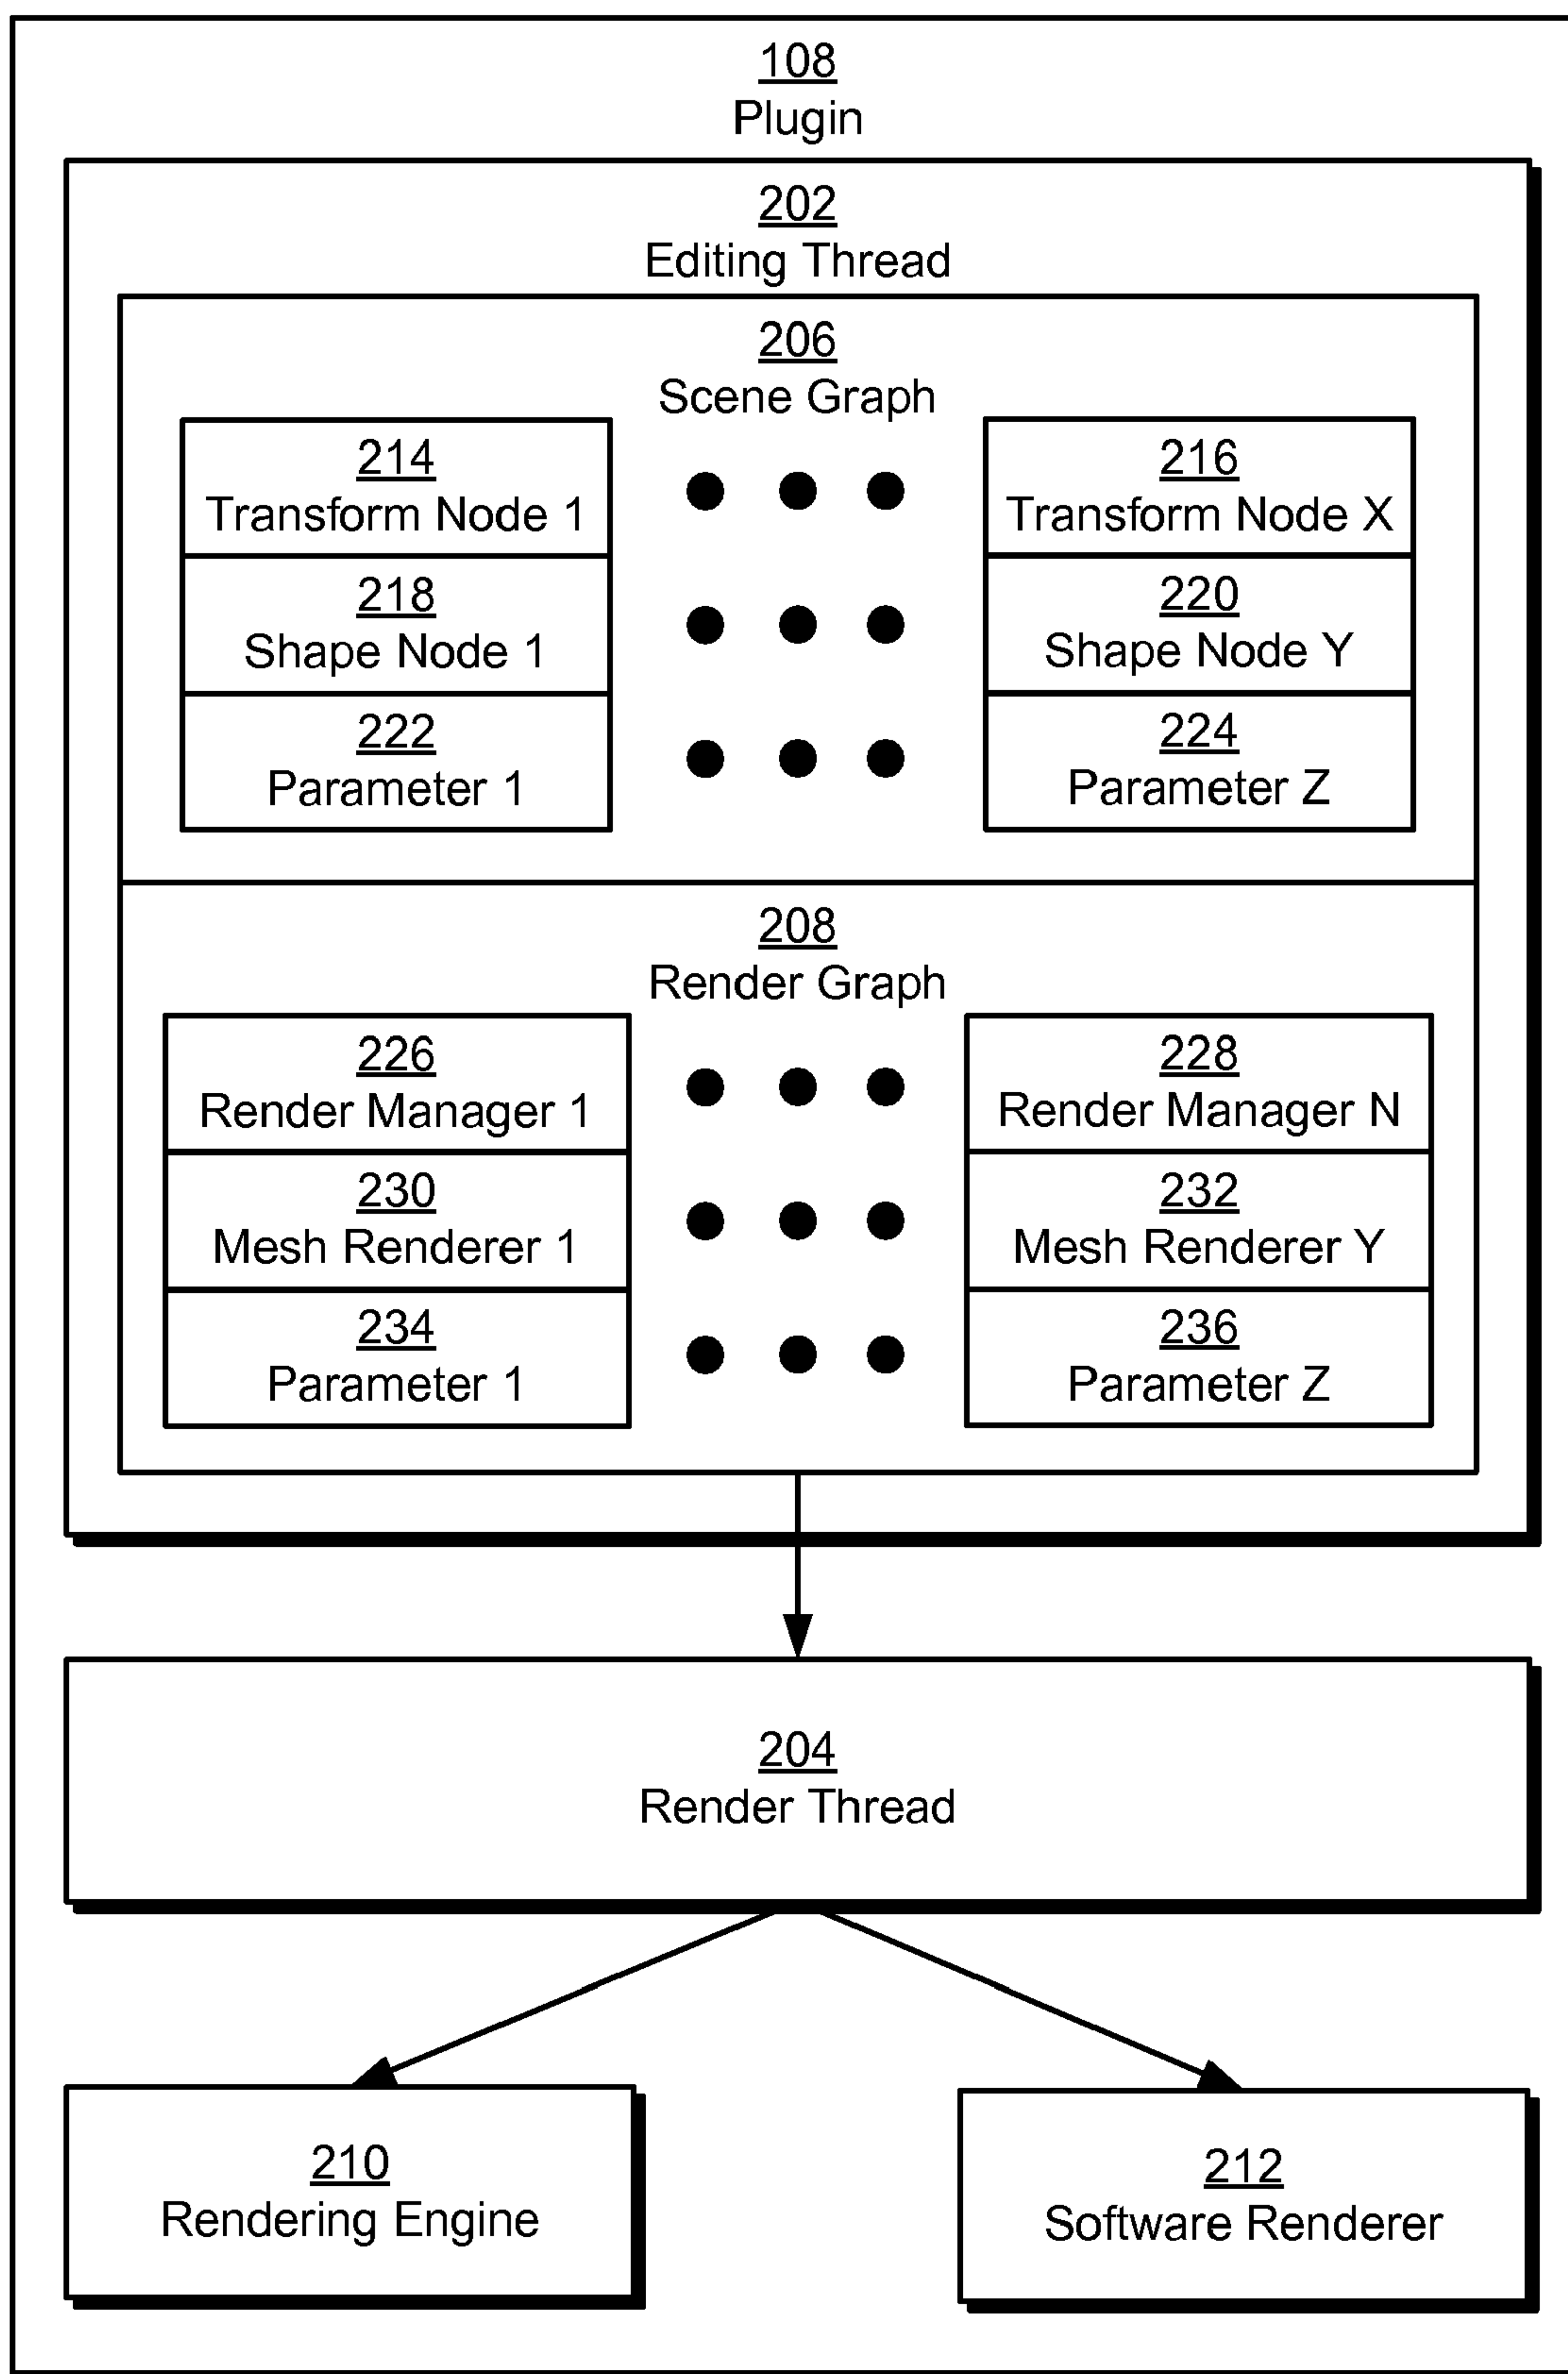 108
Plugin
202
Editing Thread
206
Scene Graph
214
Transform Node 1
216
Transform Node X
218
Shape Node 1
220
Shape Node Y
222
Parameter 1
224
Parameter Z
208
Render Graph
226
Render Manager 1
228
Render Manager N
230
Mesh Renderer 1
232
Mesh Renderer Y
234
Parameter 1
236
Parameter Z
204
Render Thread
210
Rendering Engine
212
Software Renderer